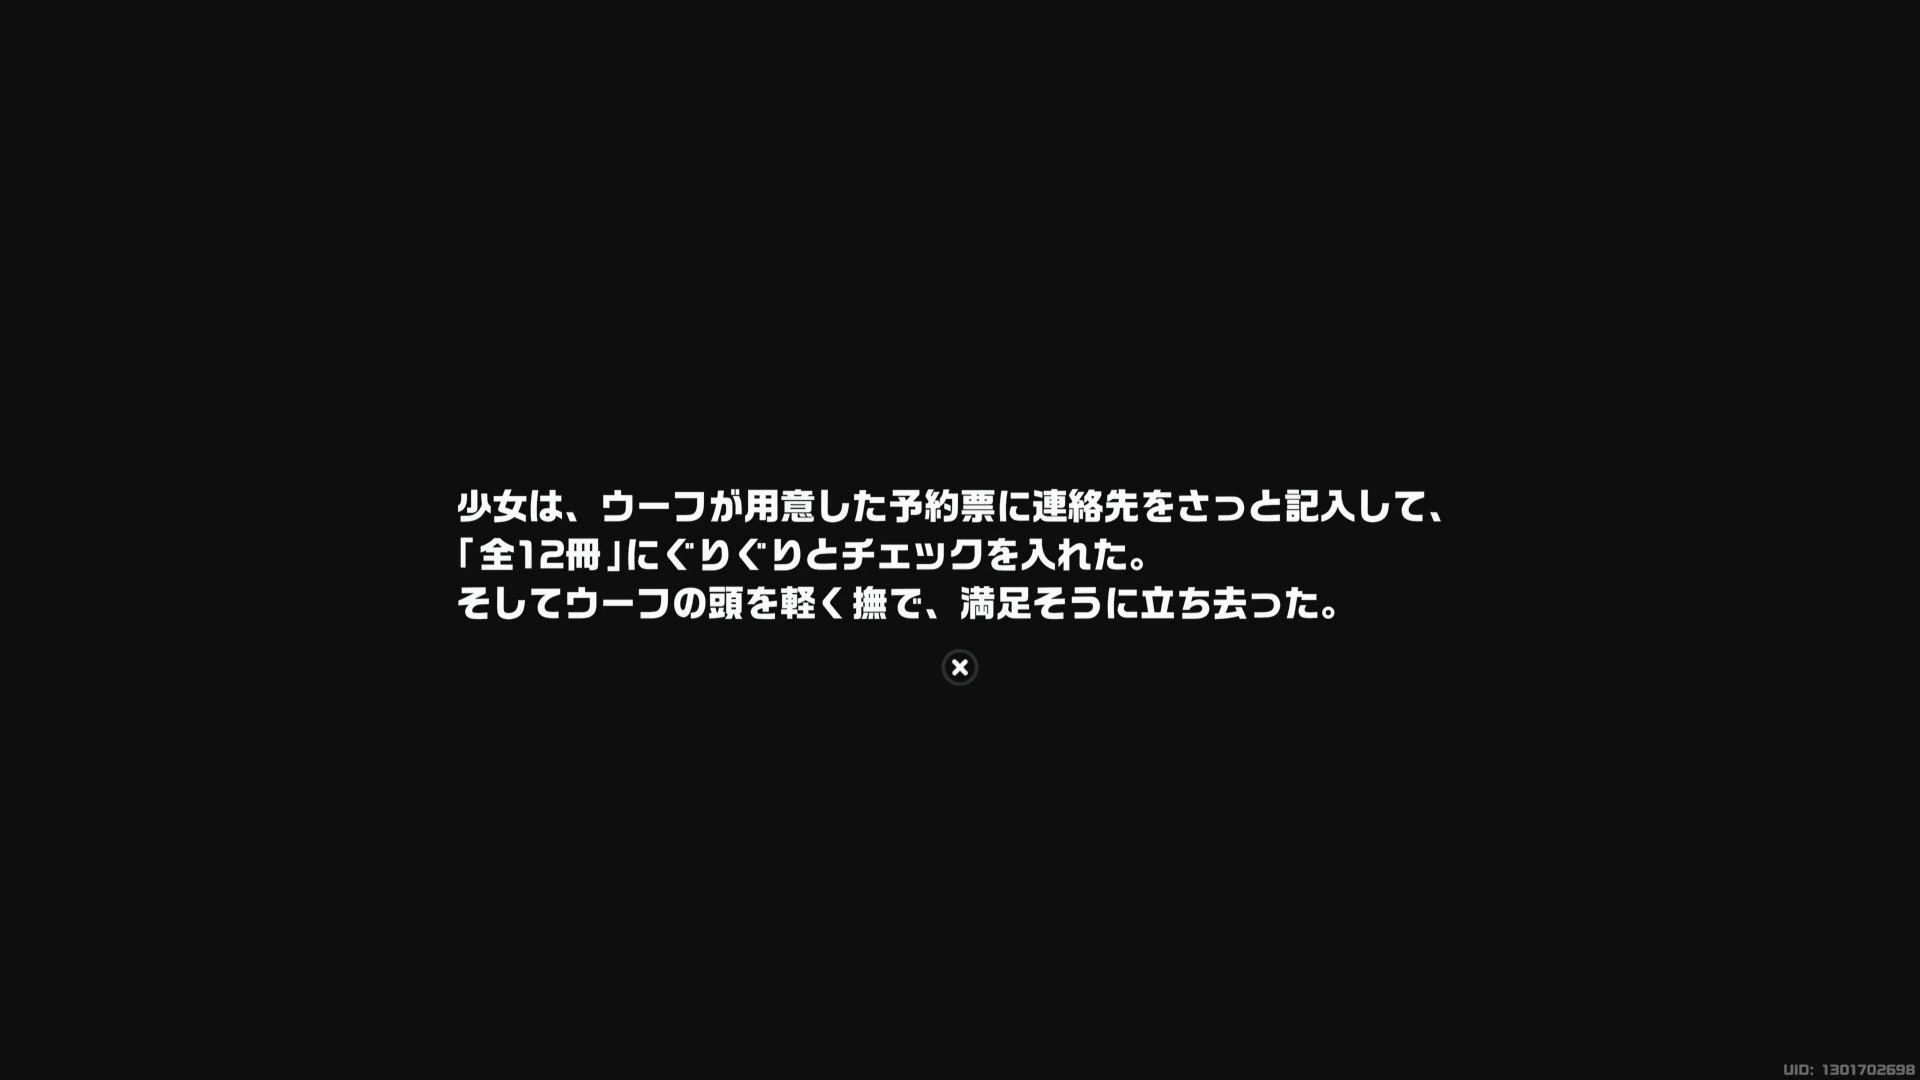 少女は、ウーフが用意した予約票に連絡先をさっと記入して、
「全12冊」にぐりぐりとチェックを入れた。
そしてウーフの頭を軽く撫で、満足そうに立ち去った。
UID: 1301702698